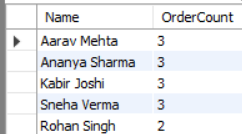 Name OrderCount
Aarav Mehta 3
Ananya Sharma 3
Kabir Joshi 3
Sneha Verma 3
Rohan Singh 2